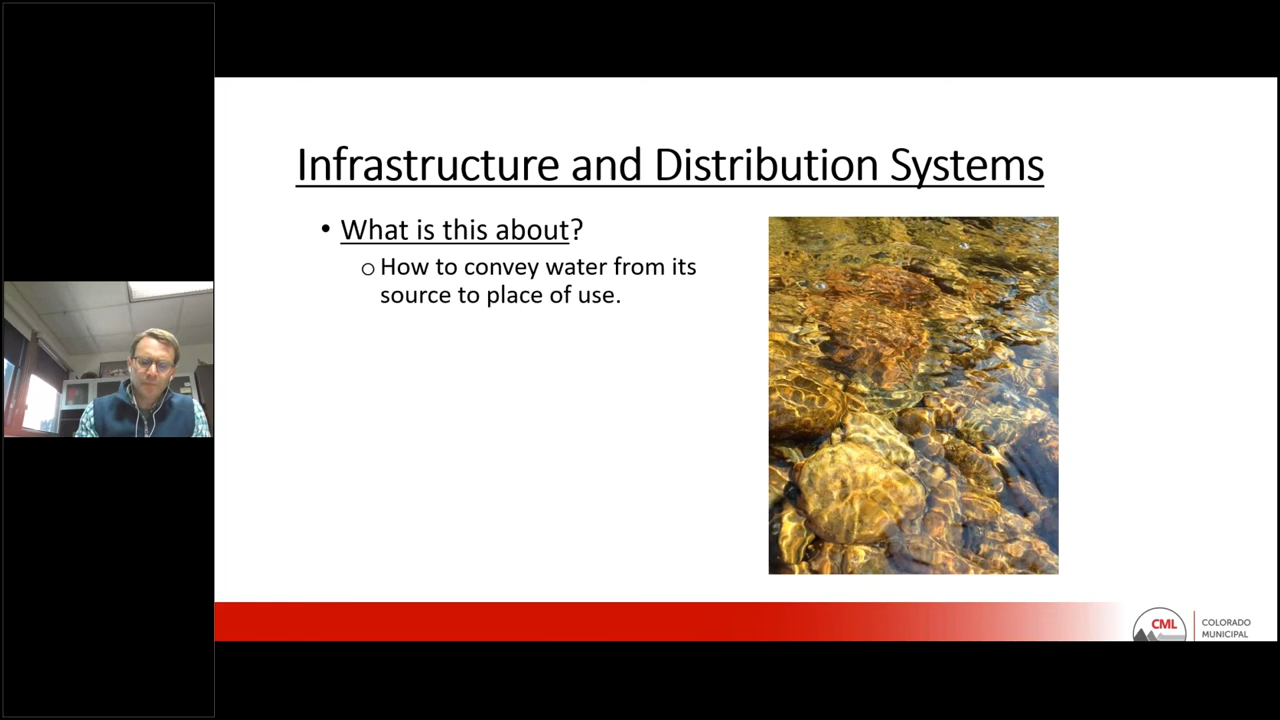 Infrastructure and Distribution Systems
• What is this about?
o How to convey water from its
source to place of use.
CML
COLORADO
MUNICIPAL